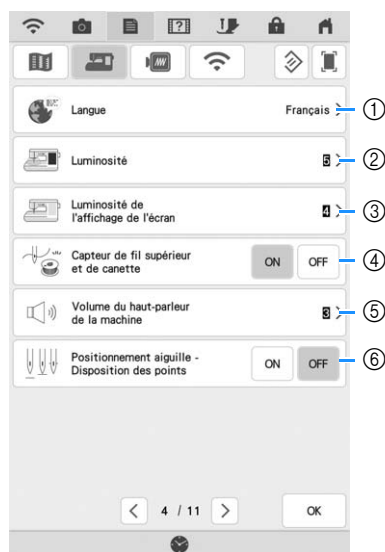 Langue
Français
①
Luminosité
5
②
Luminosité de
l'affichage de l'écran
4
③
Capteur de fil supérieur
et de canette
ON
OFF
④
Volume du haut-parleur
de la machine
3
⑤
Positionnement aiguille -
Disposition des points
ON
OFF
⑥
4 / 11
OK